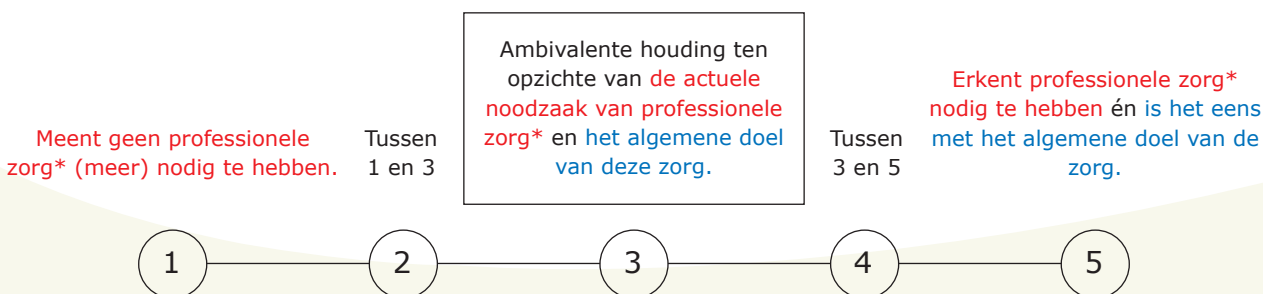 Meent geen professionele
zorg* (meer) nodig te hebben.
Tussen
1 en 3
Ambivalente houding ten
opzichte van de actuele
noodzaak van professionele
zorg* en het algemene doel
van deze zorg.
Tussen
3 en 5
Erkent professionele zorg*
nodig te hebben én is het eens
met het algemene doel van de
zorg.
1
2
3
4
5